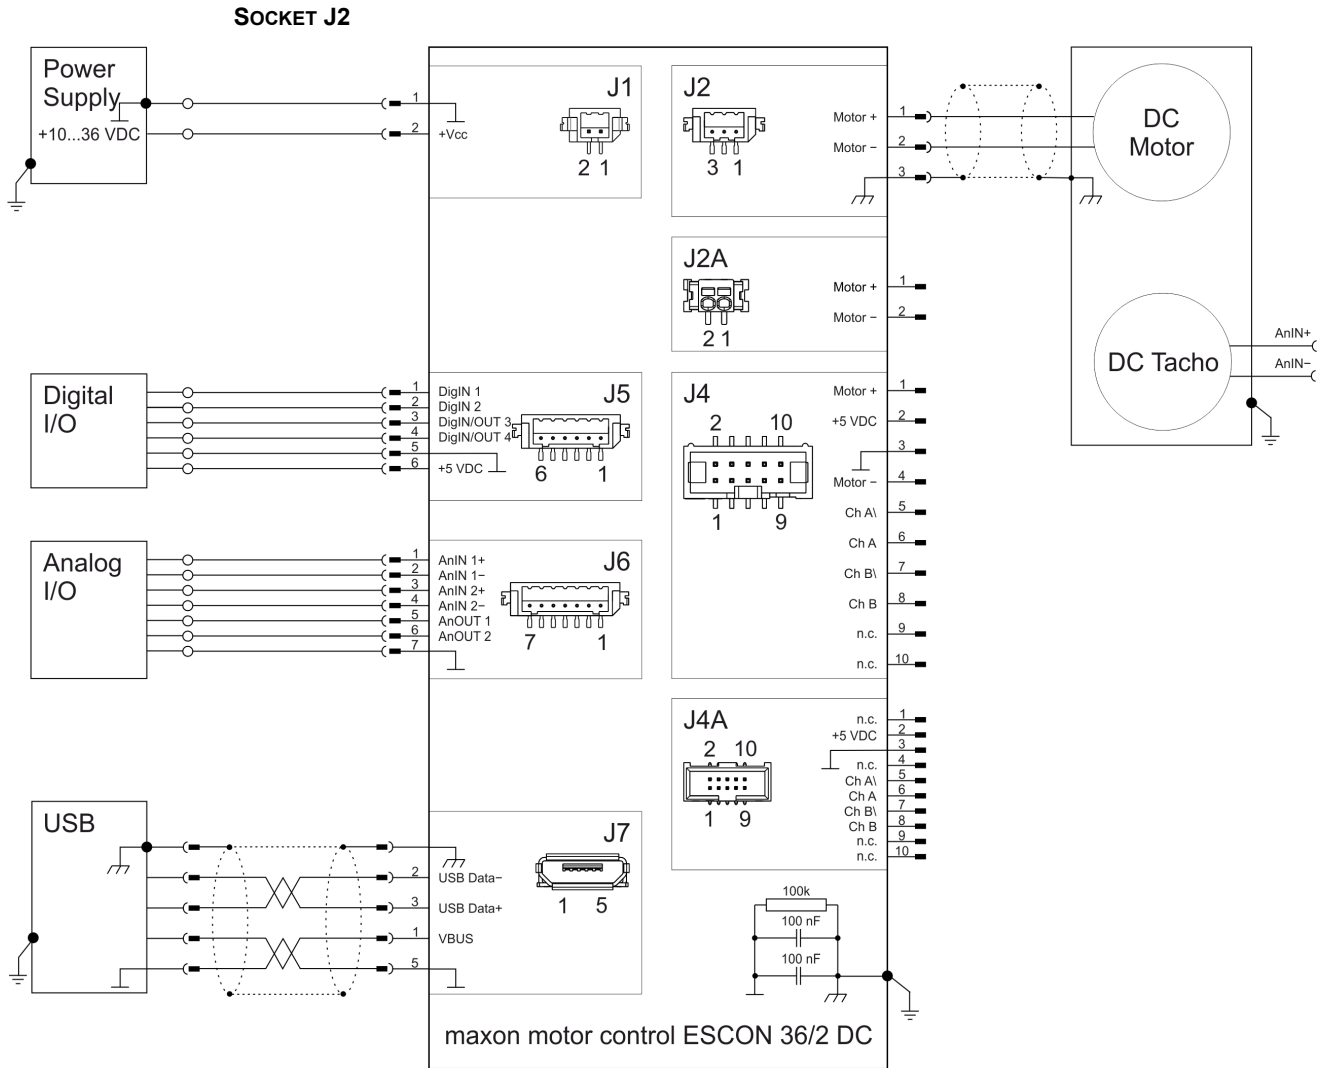 SOCKET J2
Power
Supply
+10...36 VDC
1
2
+Vcc
J1
2 1
J2
3 1
Motor +
Motor −
1
2
3
DC
Motor
J2A
2 1
Motor +
Motor −
1
2
DC Tacho
AnIN+
AnIN−
Digital
I/O
1
2
3
4
5
6
DigIN 1
DigIN 2
DigIN/OUT 3
DigIN/OUT 4
+5 VDC
J5
6 1
J4
2 10
1 9
Motor +
+5 VDC
Motor −
Ch A\
Ch A
Ch B\
Ch B
n.c.
n.c.
1
2
3
4
5
6
7
8
9
10
Analog
I/O
1
2
3
4
5
6
7
AnIN 1+
AnIN 1−
AnIN 2+
AnIN 2−
AnOUT 1
AnOUT 2
J6
7 1
J4A
2 10
1 9
n.c.
+5 VDC
n.c.
Ch A\
Ch A
Ch B\
Ch B
n.c.
n.c.
1
2
3
4
5
6
7
8
9
10
USB
2
3
1
5
USB Data−
USB Data+
VBUS
J7
1 5
100k
100 nF
100 nF
maxon motor control ESCON 36/2 DC